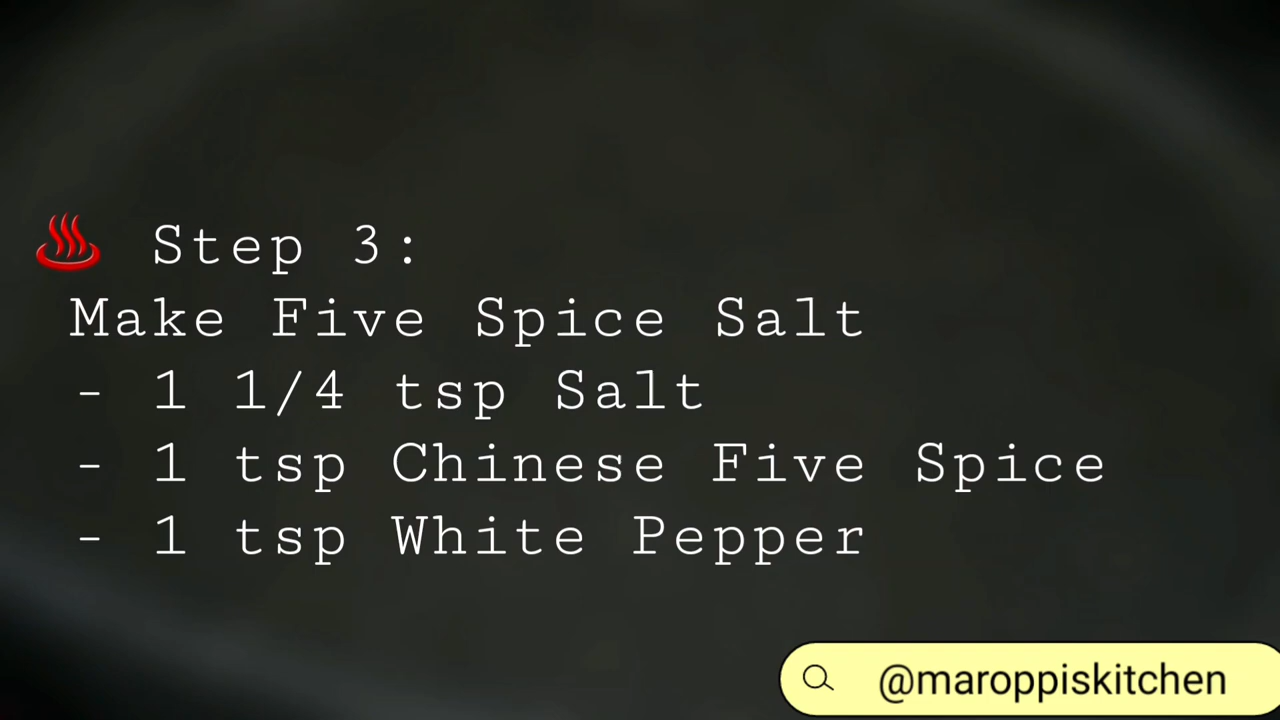 Step 3:
Make Five Spice Salt
- 1 1/4 tsp Salt
- 1 tsp Chinese Five Spice
- 1 tsp White Pepper
@maroppiskitchen